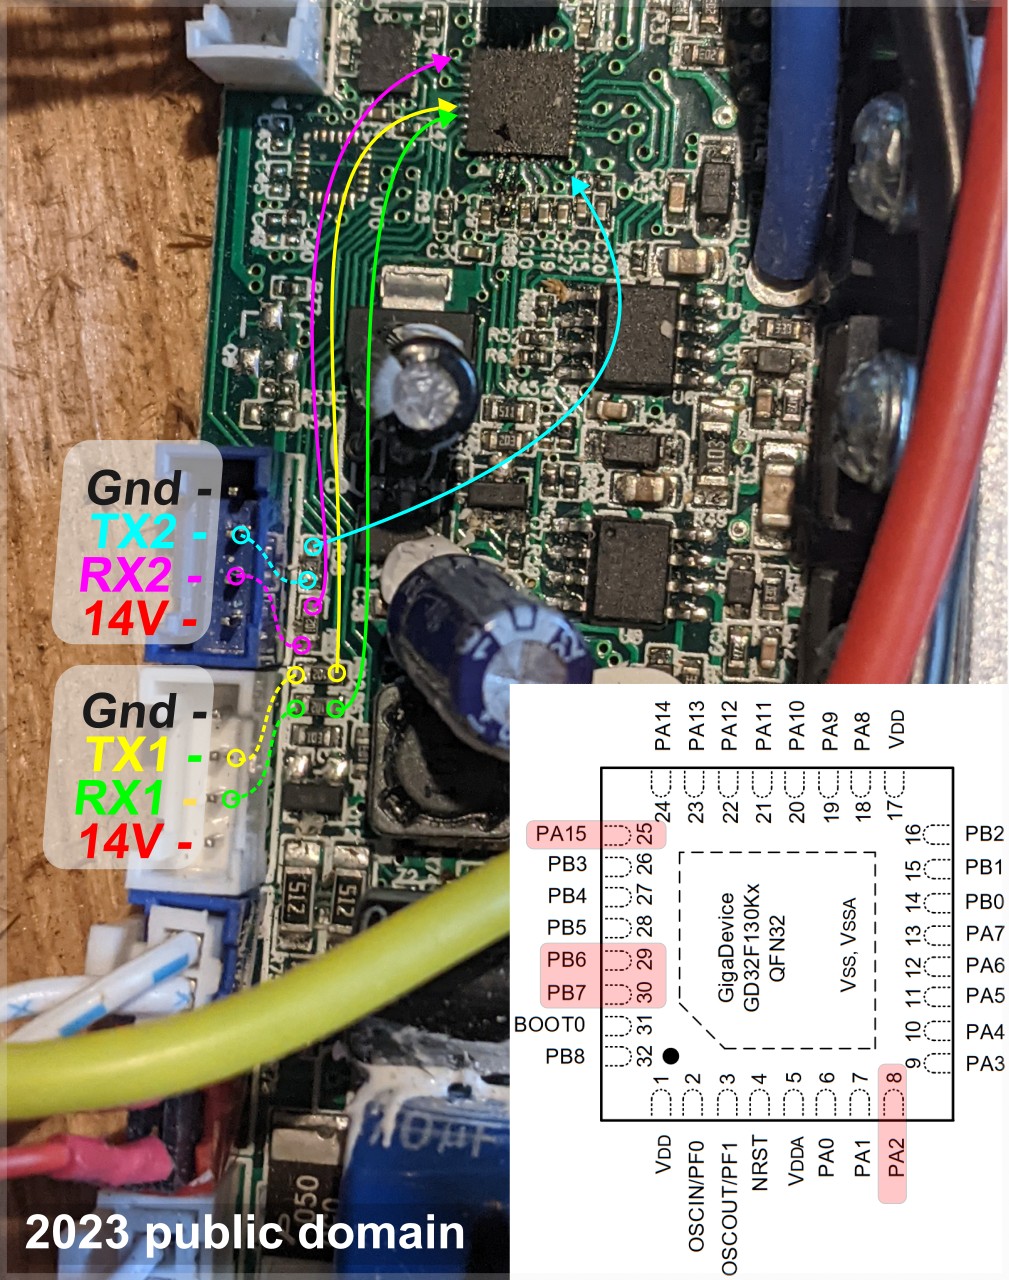 Gnd -
TX2 -
RX2 -
14V -
Gnd -
TX1 -
RX1 -
14V -
512
512
050
2023 public domain
PA14
PA13
PA12
PA11
PA10
PA9
PA8
VDD
24
23
22
21
20
19
18
17
PA15 25
PB3 26
PB4 27
PB5 28
PB6 29
PB7 30
BOOT0 31
PB8 32
GigaDevice
GD32F130Kx
QFN32
VSS, VSSA
16 PB2
15 PB1
14 PB0
13 PA7
12 PA6
11 PA5
10 PA4
9 PA3
1
2
3
4
5
6
7
8
VDD
OSCIN/PF0
OSCOUT/PF1
NRST
VDDA
PA0
PA1
PA2